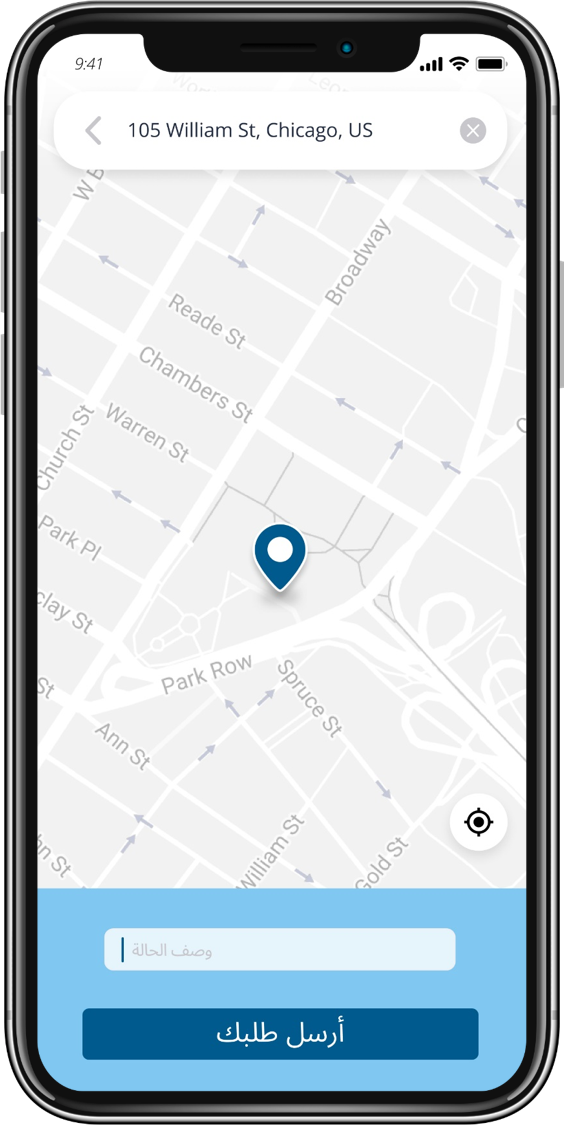 9:41
105 William St, Chicago, US
Broadway
Reade St
Chambers St
Warren St
Church St
Park Pl
clay St
St
Park Row
Spruce St
Ann St
William St
Gold St
hn St
وصف الحالة
أرسل طلبك